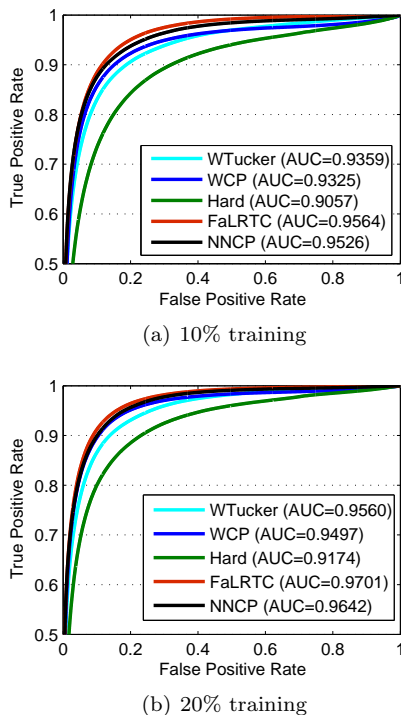 1
0.9
0.8
0.7
0.6
0.5
True Positive Rate
WTucker (AUC=0.9359)
WCP (AUC=0.9325)
Hard (AUC=0.9057)
FaLRTC (AUC=0.9564)
NNCP (AUC=0.9526)
0 0.2 0.4 0.6 0.8 1
False Positive Rate
(a) 10% training
1
0.9
0.8
0.7
0.6
0.5
True Positive Rate
WTucker (AUC=0.9560)
WCP (AUC=0.9497)
Hard (AUC=0.9174)
FaLRTC (AUC=0.9701)
NNCP (AUC=0.9642)
0 0.2 0.4 0.6 0.8 1
False Positive Rate
(b) 20% training